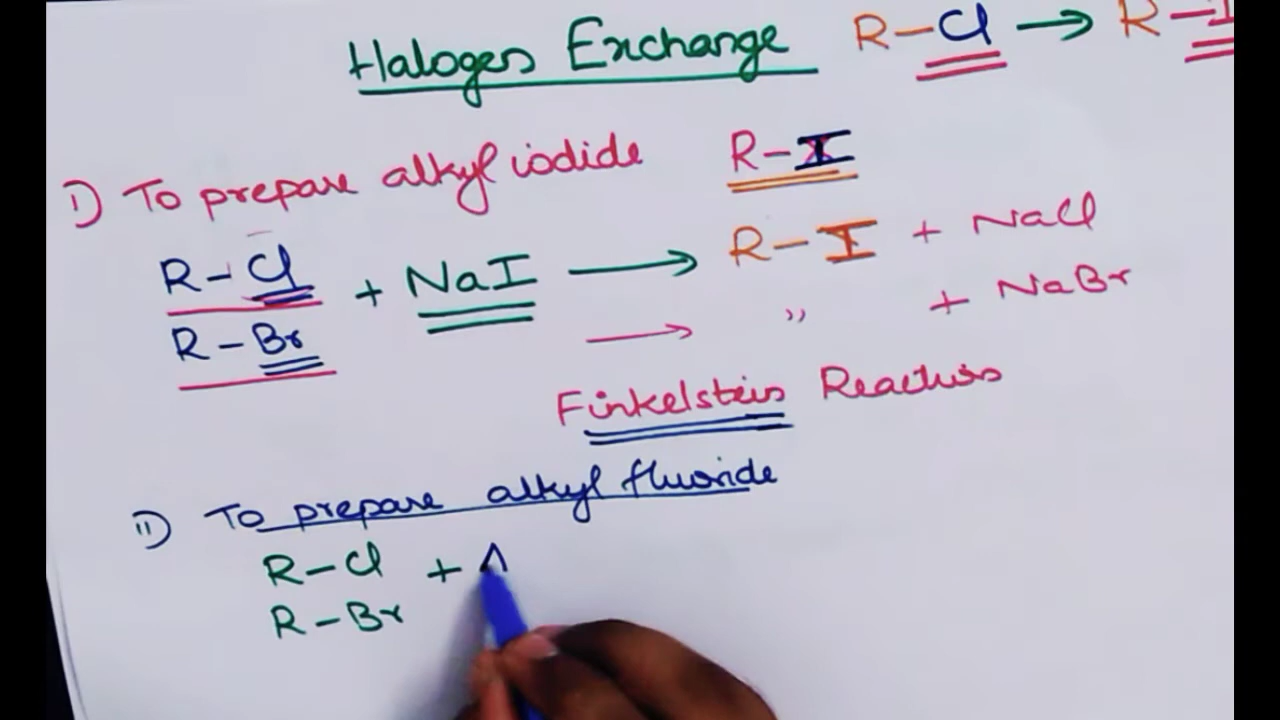 Halogen Exchange R-Cl → R-I
i) To prepare alkyl iodide R-I
R-Cl + NaI → R-I + NaCl
R-Br → " + NaBr
Finkelstein Reaction
ii) To prepare alkyl fluoride
R-Cl +
R-Br